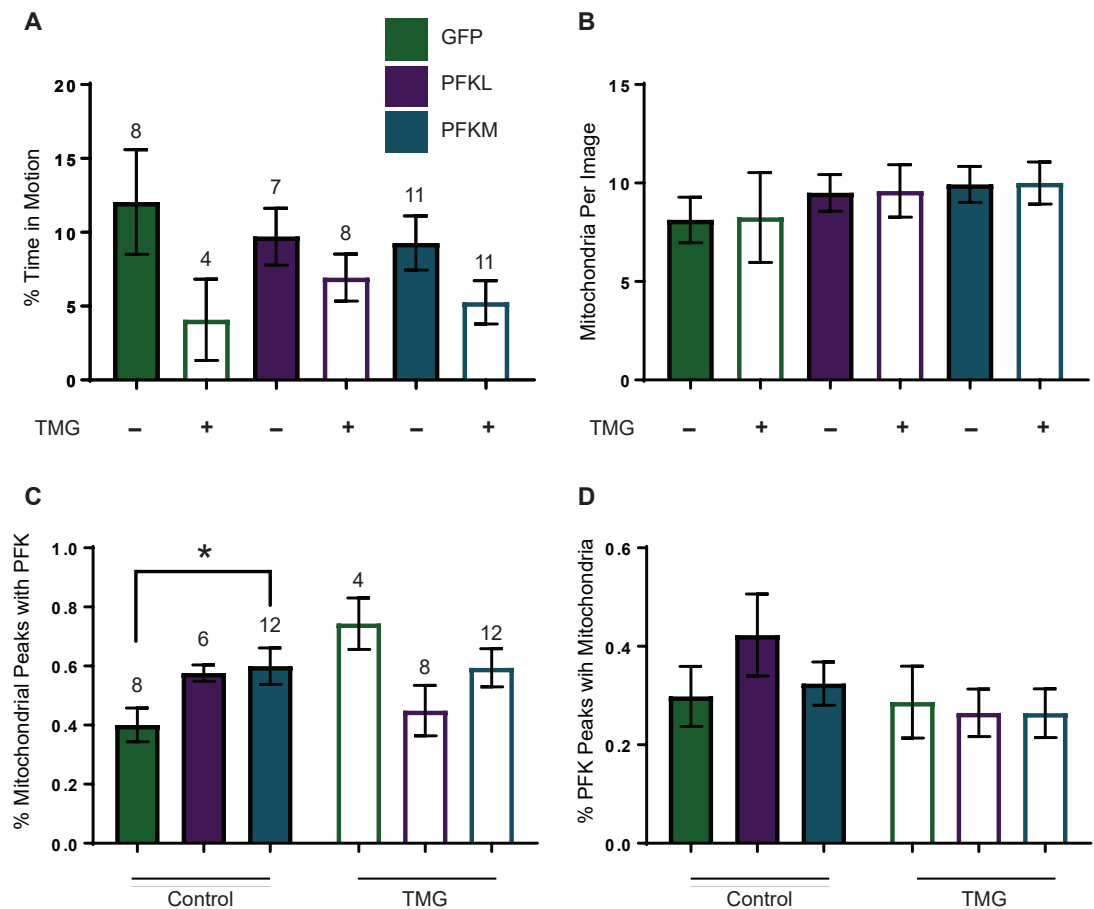 A
GFP
PFKL
PFKM
% Time in Motion
20
15
10
5
0
8
4
7
8
11
11
TMG – + – + – +
B
Mitochondria Per Image
15
10
5
0
TMG – + – + – +
C
% Mitochondrial Peaks with PFK
1.0
0.8
0.6
0.4
0.2
0.0
*
8
6
12
4
8
12
Control TMG
D
% PFK Peaks wih Mitochondria
0.6
0.4
0.2
0.0
Control TMG